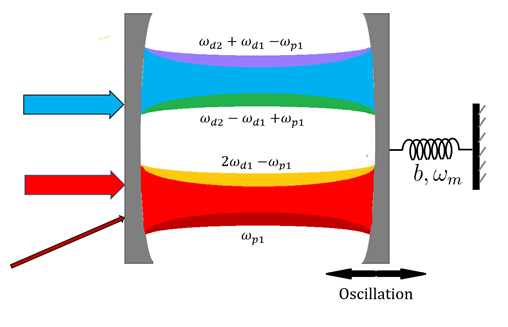 ω_{d2} + ω_{d1} − ω_{p1}
ω_{d2} − ω_{d1} + ω_{p1}
2ω_{d1} − ω_{p1}
ω_{p1}
b, ω_m
Oscillation